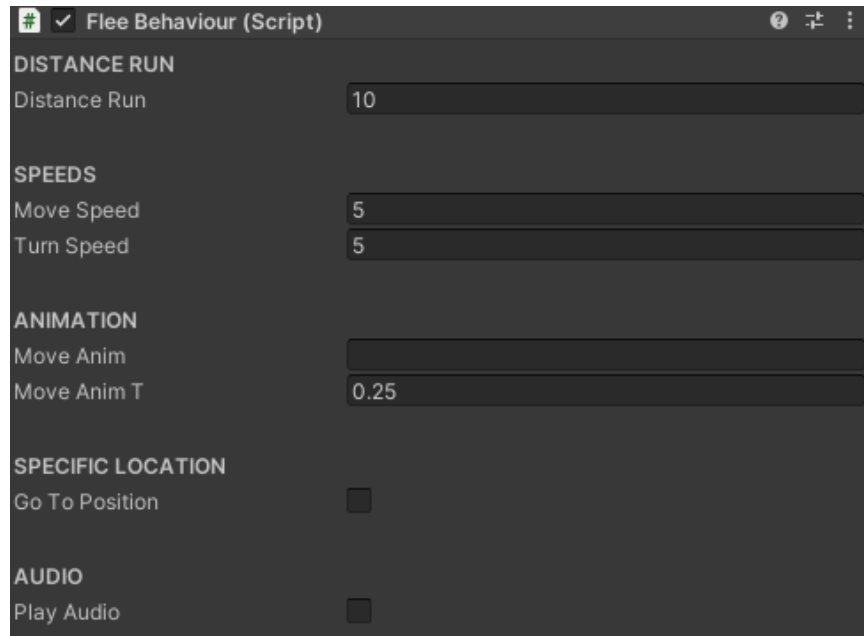 # Flee Behaviour (Script)
DISTANCE RUN
Distance Run 10
SPEEDS
Move Speed 5
Turn Speed 5
ANIMATION
Move Anim
Move Anim T 0.25
SPECIFIC LOCATION
Go To Position
AUDIO
Play Audio